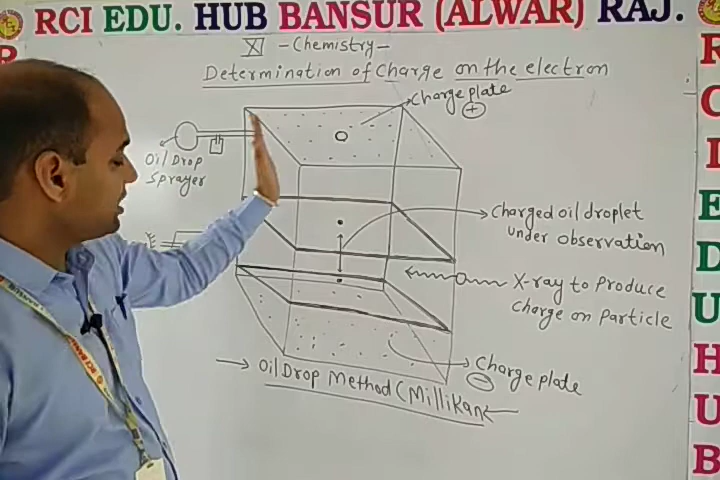 RCI EDU. HUB BANSUR (ALWAR) RAJ.
XI - Chemistry-
Determination of Charge on the electron
Charge plate
+
Oil Drop
Sprayer
Charged oil droplet
under observation
X-ray to Produce
Charge on Particle
Charge plate
-
Oil Drop Method (Millikan
R
C
I
E
D
U
H
U
B